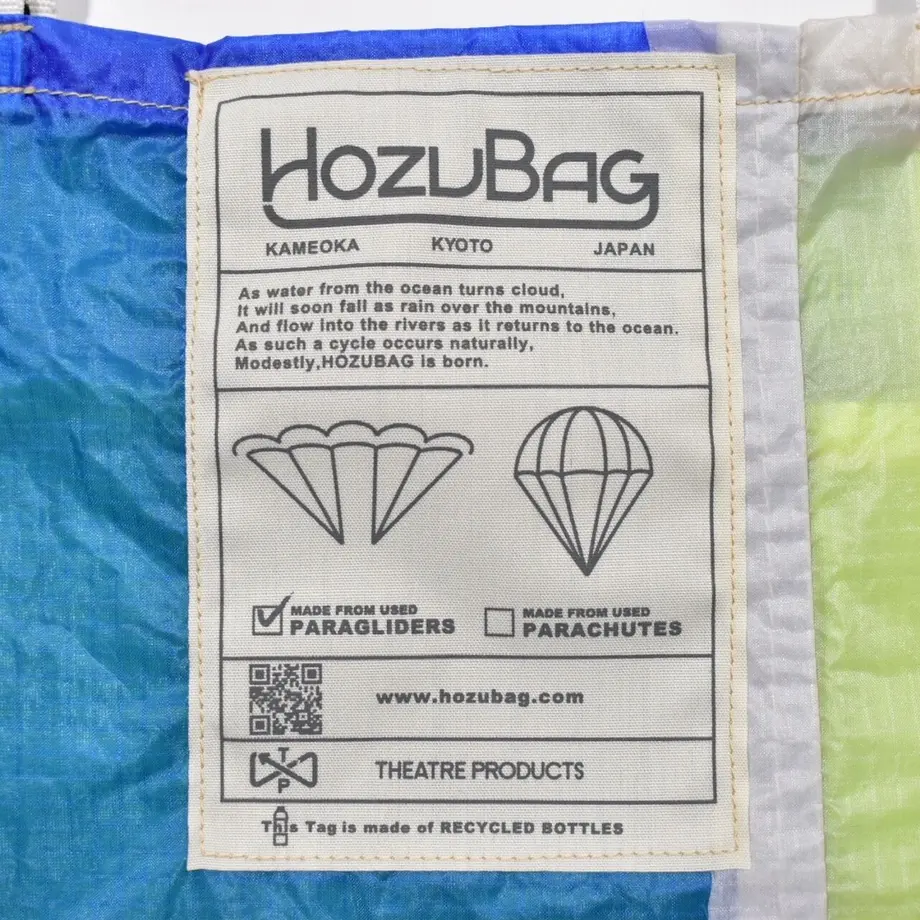 HOZUBAG
KAMEOKA KYOTO JAPAN
As water from the ocean turns cloud,
It will soon fall as rain over the mountains,
And flow into the rivers as it returns to the ocean.
As such a cycle occurs naturally,
Modestly,HOZUBAG is born.
MADE FROM USED
PARAGLIDERS
MADE FROM USED
PARACHUTES
www.hozubag.com
T
P
THEATRE PRODUCTS
This Tag is made of RECYCLED BOTTLES